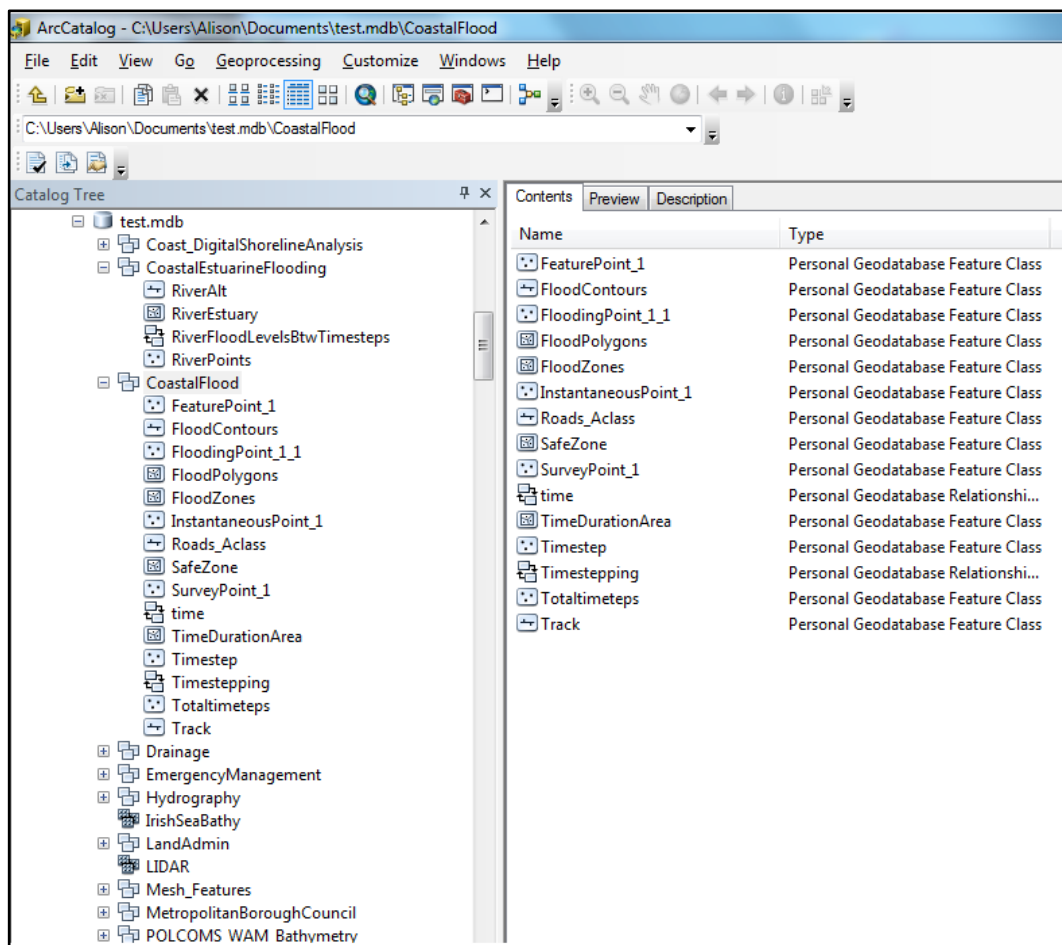 ArcCatalog - C:\Users\Alison\Documents\test.mdb\CoastalFlood
File Edit View Go Geoprocessing Customize Windows Help
C:\Users\Alison\Documents\test.mdb\CoastalFlood
Catalog Tree
test.mdb
Coast_DigitalShorelineAnalysis
CoastalEstuarineFlooding
RiverAlt
RiverEstuary
RiverFloodLevelsBtwTimesteps
RiverPoints
CoastalFlood
FeaturePoint_1
FloodContours
FloodingPoint_1_1
FloodPolygons
FloodZones
InstantaneousPoint_1
Roads_Aclass
SafeZone
SurveyPoint_1
time
TimeDurationArea
Timestep
Timestepping
Totaltimeteps
Track
Drainage
EmergencyManagement
Hydrography
IrishSeaBathy
LandAdmin
LIDAR
Mesh_Features
MetropolitanBoroughCouncil
POLCOMS WAM Bathymetry
Contents Preview Description
Name Type
FeaturePoint_1 Personal Geodatabase Feature Class
FloodContours Personal Geodatabase Feature Class
FloodingPoint_1_1 Personal Geodatabase Feature Class
FloodPolygons Personal Geodatabase Feature Class
FloodZones Personal Geodatabase Feature Class
InstantaneousPoint_1 Personal Geodatabase Feature Class
Roads_Aclass Personal Geodatabase Feature Class
SafeZone Personal Geodatabase Feature Class
SurveyPoint_1 Personal Geodatabase Feature Class
time Personal Geodatabase Relationshi...
TimeDurationArea Personal Geodatabase Feature Class
Timestep Personal Geodatabase Feature Class
Timestepping Personal Geodatabase Relationshi...
Totaltimeteps Personal Geodatabase Feature Class
Track Personal Geodatabase Feature Class